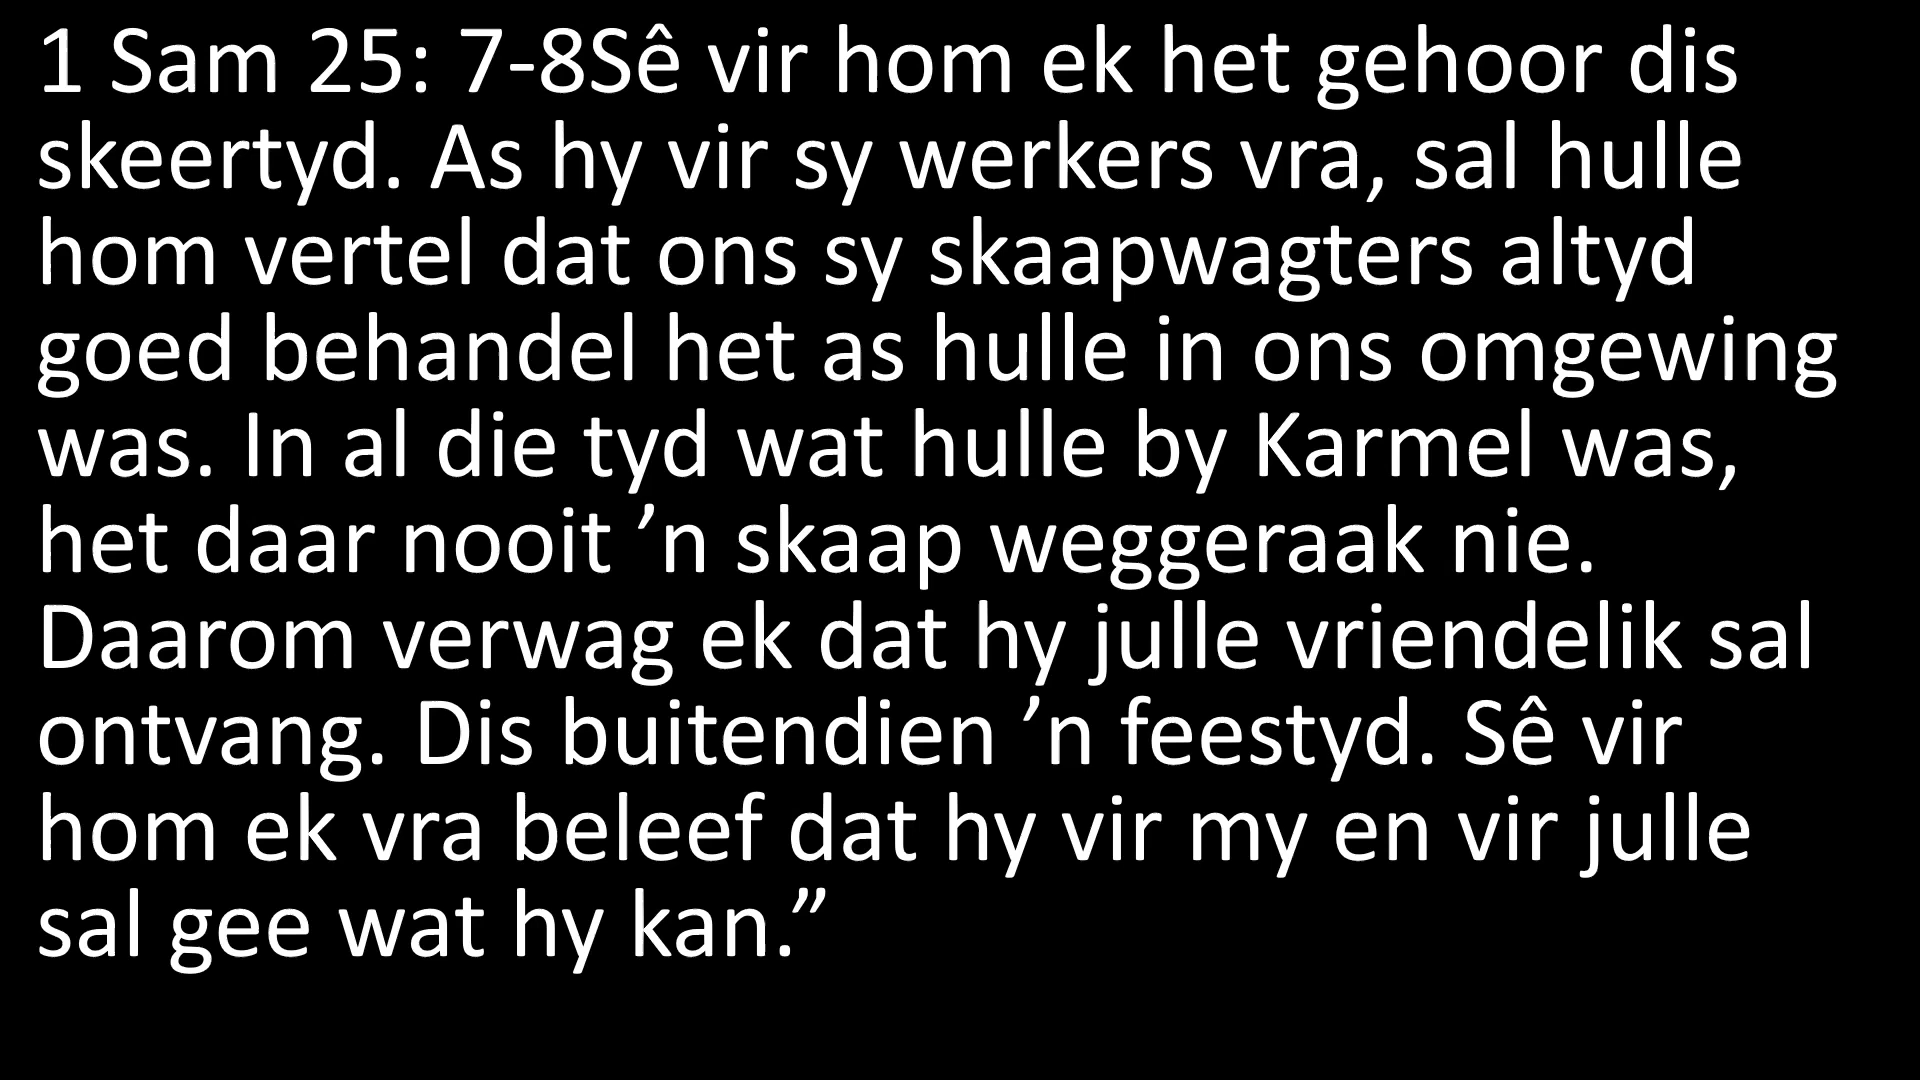 1 Sam 25: 7-8Sê vir hom ek het gehoor dis
skeertyd. As hy vir sy werkers vra, sal hulle
hom vertel dat ons sy skaapwagters altyd
goed behandel het as hulle in ons omgewing
was. In al die tyd wat hulle by Karmel was,
het daar nooit ’n skaap weggeraak nie.
Daarom verwag ek dat hy julle vriendelik sal
ontvang. Dis buitendien ’n feestyd. Sê vir
hom ek vra beleef dat hy vir my en vir julle
sal gee wat hy kan.”